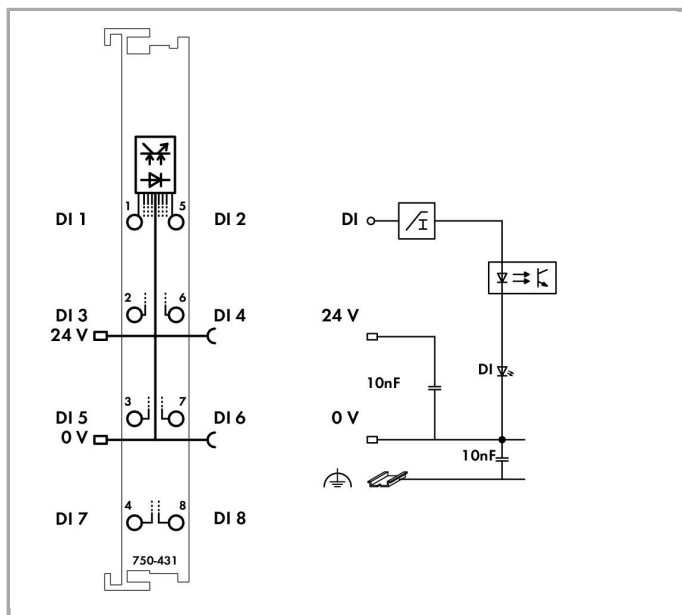 1 5
DI 1 DI 2
DI
2 6
DI 3 DI 4
24 V
24 V
10nF
DI
3 7
DI 5 DI 6
0 V
0 V
10nF
4 8
DI 7 DI 8
750-431